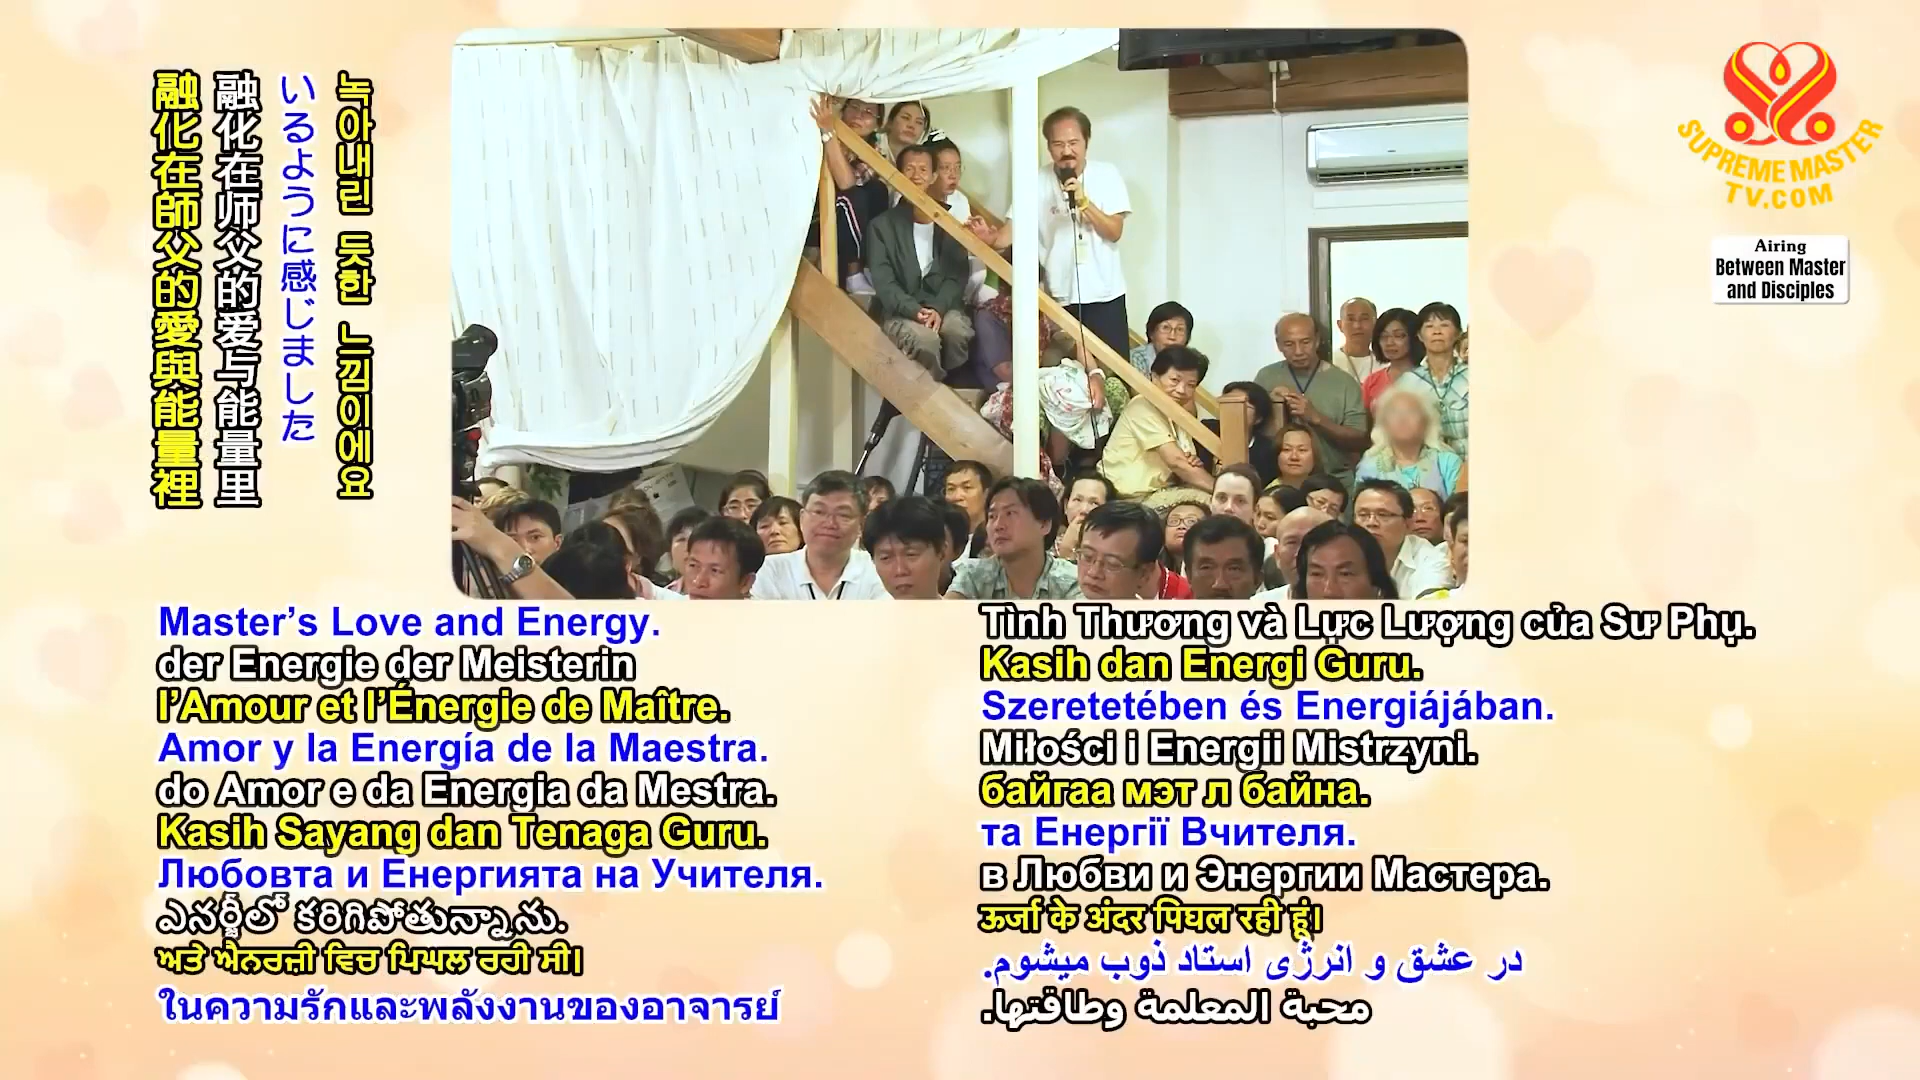 融化在師父的愛與能量裡
融化在师父的爱与能量里
いるように感じました
녹아내린 듯한 느낌이에요
SUPREME MASTER
TV.COM
Airing
Between Master
and Disciples
Master’s Love and Energy.
der Energie der Meisterin
l’Amour et l’Énergie de Maître.
Amor y la Energía de la Maestra.
do Amor e da Energia da Mestra.
Kasih Sayang dan Tenaga Guru.
Любовта и Енергията на Учителя.
ఎనర్జీలో కరిగిపోతున్నాను.
ਅਤੇ ਐਨਰਜ਼ੀ ਵਿਚ ਪਿਘਲ ਰਹੀ ਸੀ।
ในความรักและพลังงานของอาจารย์
Tình Thương và Lực Lượng của Sư Phụ.
Kasih dan Energi Guru.
Szeretetében és Energiájában.
Miłości i Energii Mistrzyni.
байгаа мэт л байна.
та Енергії Вчителя.
в Любви и Энергии Мастера.
ऊर्जा के अंदर पिघल रही हूं।
در عشق و انرژی استاد ذوب میشوم.
محبة المعلمة وطاقتها.